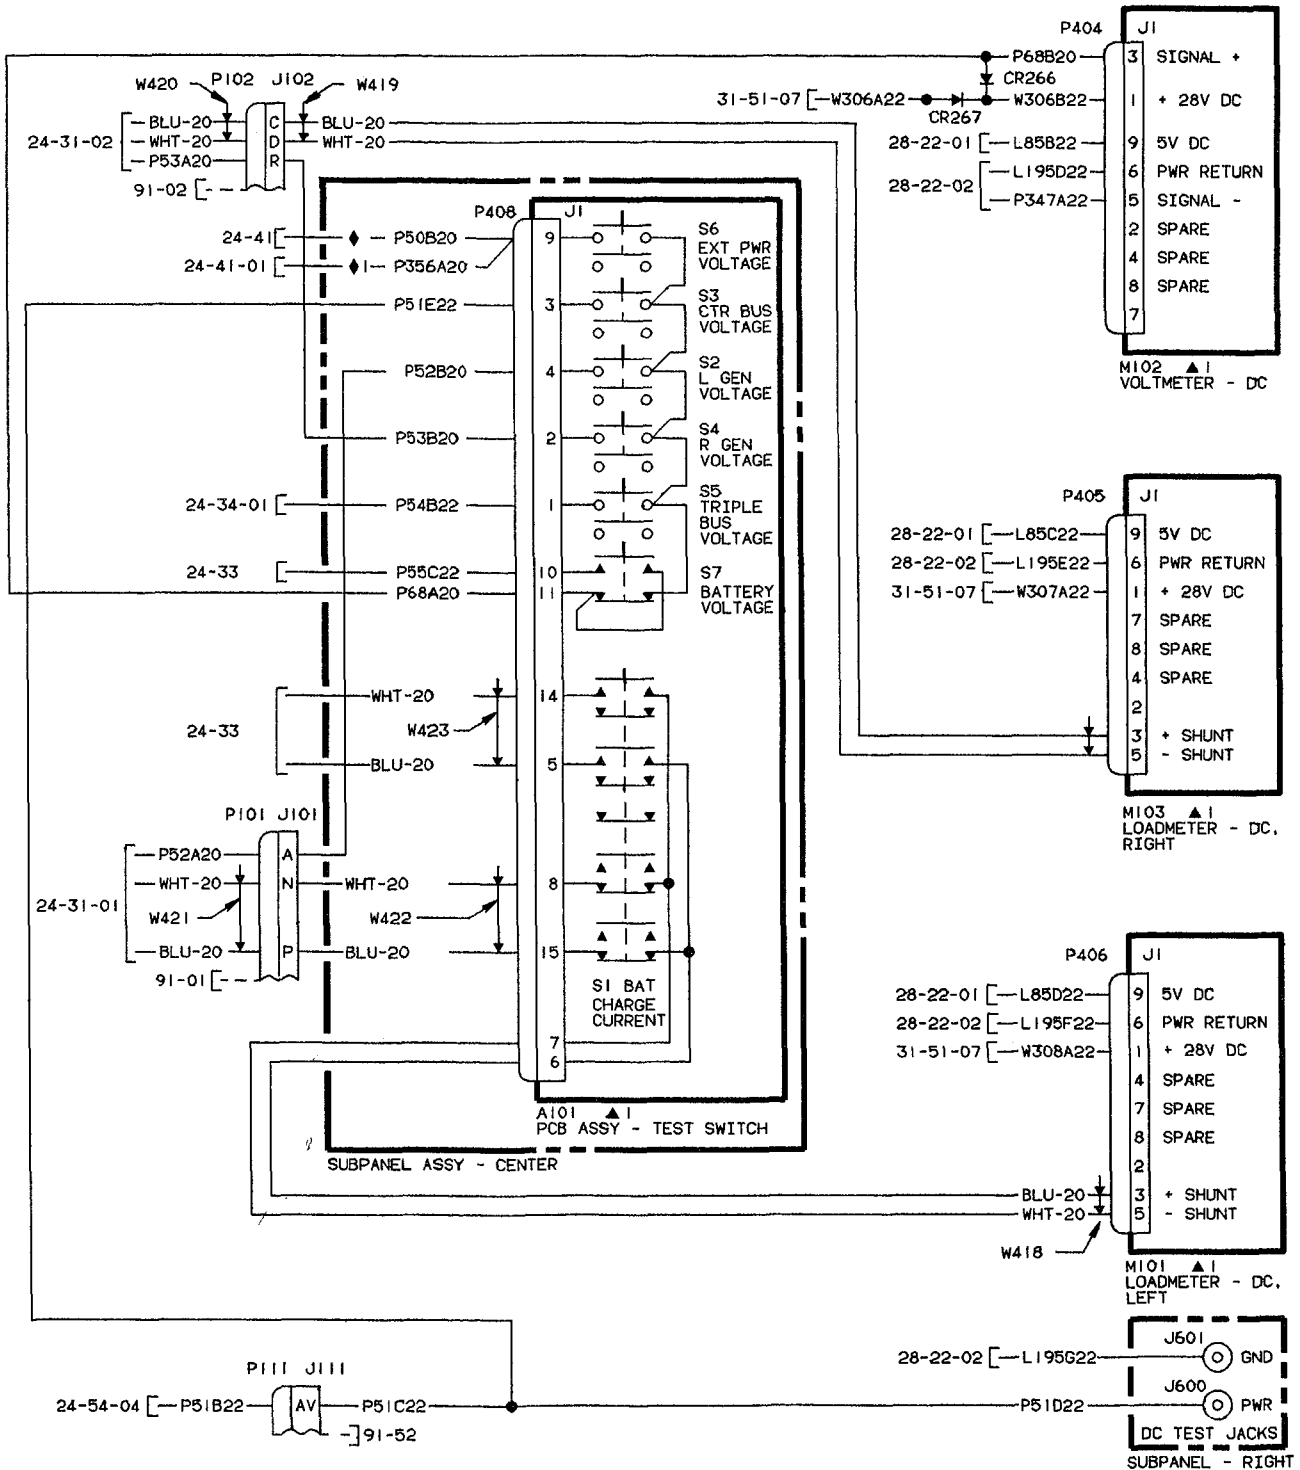 P404 J1
P68B20 3 SIGNAL +
CR266
31-51-07 W306A22 W306B22 1 + 28V DC
CR267
28-22-01 L85B22 9 5V DC
28-22-02 L195D22 6 PWR RETURN
P347A22 5 SIGNAL -
2 SPARE
4 SPARE
8 SPARE
7
M102 ▲ 1
VOLTMETER - DC
W420 P102 J102 W419
24-31-02 BLU-20 C BLU-20
WHT-20 D WHT-20
P53A20 R
91-02
P408 J1
24-41 ◆ P50B20 9
24-41-01 ◆1 P356A20
S6
EXT PWR
VOLTAGE
P51E22 3
S3
CTR BUS
VOLTAGE
P52B20 4
S2
L GEN
VOLTAGE
P53B20 2
S4
R GEN
VOLTAGE
24-34-01 P54B22 1
S5
TRIPLE
BUS
VOLTAGE
24-33 P55C22 10
P68A20 11
S7
BATTERY
VOLTAGE
24-33 WHT-20 14
W423
BLU-20 5
P101 J101
24-31-01 P52A20 A
WHT-20 N WHT-20 8
W421 W422
BLU-20 P BLU-20 15
91-01
S1 BAT
CHARGE
CURRENT
7
6
A101 ▲ 1
PCB ASSY - TEST SWITCH
SUBPANEL ASSY - CENTER
P405 J1
28-22-01 L85C22 9 5V DC
28-22-02 L195E22 6 PWR RETURN
31-51-07 W307A22 1 + 28V DC
7 SPARE
8 SPARE
4 SPARE
2
3 + SHUNT
5 - SHUNT
M103 ▲ 1
LOADMETER - DC,
RIGHT
P406 J1
28-22-01 L85D22 9 5V DC
28-22-02 L195F22 6 PWR RETURN
31-51-07 W308A22 1 + 28V DC
4 SPARE
7 SPARE
8 SPARE
2
BLU-20 3 + SHUNT
WHT-20 5 - SHUNT
W418
M101 ▲ 1
LOADMETER - DC,
LEFT
J601
28-22-02 L195G22 GND
J600
P51D22 PWR
DC TEST JACKS
SUBPANEL - RIGHT
P111 J111
24-54-04 P51B22 AV P51C22
91-52